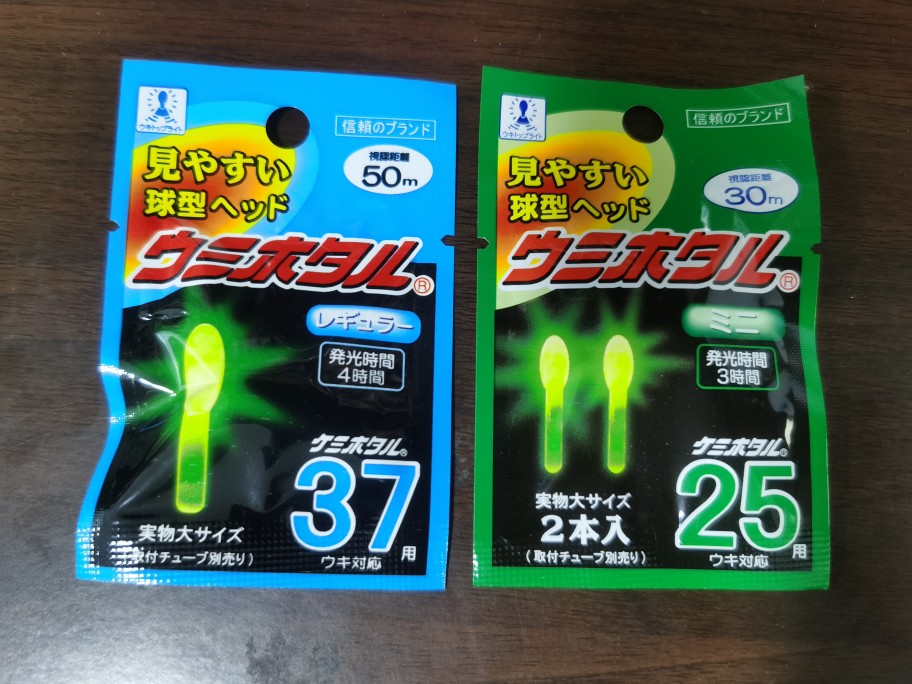 ウキトップライト
信頼のブランド
見やすい
球型ヘッド
視認距離
50m
ウミホタル®
レギュラー
発光時間
4時間
ケミホタル®
37用
ウキ対応
実物大サイズ
(取付チューブ別売り)
ウキトップライト
信頼のブランド
見やすい
球型ヘッド
視認距離
30m
ウミホタル®
ミニ
発光時間
3時間
ケミホタル®
25用
ウキ対応
実物大サイズ
2本入
(取付チューブ別売り)